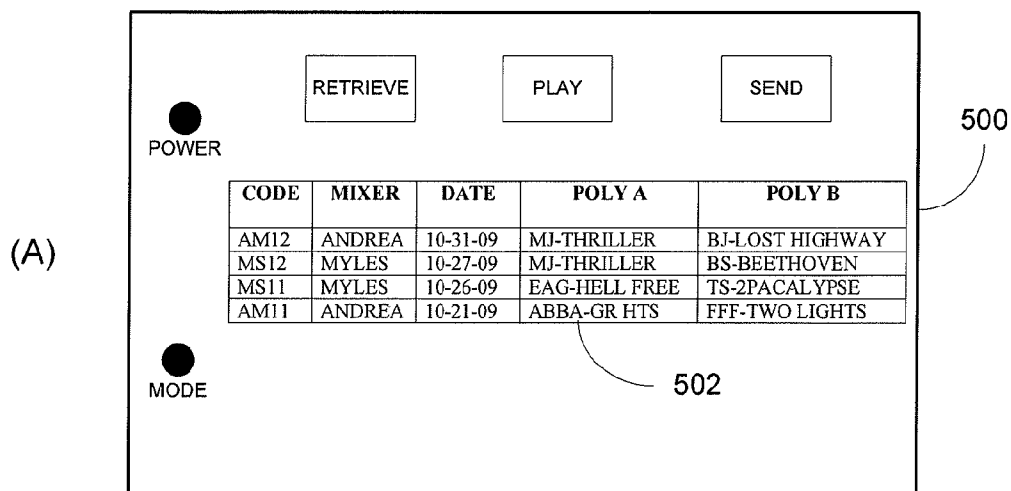 RETRIEVE PLAY SEND
500
POWER
CODE MIXER DATE POLY A POLY B
(A)
AM12 ANDREA 10-31-09 MJ-THRILLER BJ-LOST HIGHWAY
MS12 MYLES 10-27-09 MJ-THRILLER BS-BEETHOVEN
MS11 MYLES 10-26-09 EAG-HELL FREE TS-2PACALYPSE
AM11 ANDREA 10-21-09 ABBA-GR HTS FFF-TWO LIGHTS
502
MODE